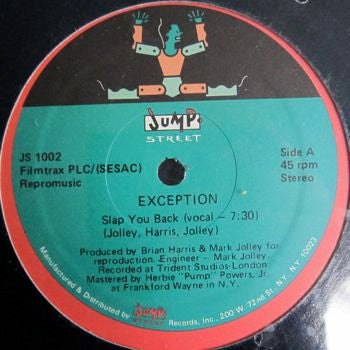 JUMP
STREET
JS 1002
Filmtrax PLC/(SESAC)
Repromusic
Side A
45 rpm
Stereo
EXCEPTION
Slap You Back (vocal – 7:30)
(Jolley, Harris, Jolley)
Produced by Brian Harris & Mark Jolley for
reproduction. Engineer – Mark Jolley
Recorded at Trident Studios-London
Mastered by Herbie "Pump" Powers, Jr.
at Frankford Wayne in N.Y.
Manufactured & Distributed by JUMP STREET Records, Inc., 200 W. 72nd St., N.Y. N.Y. 10023